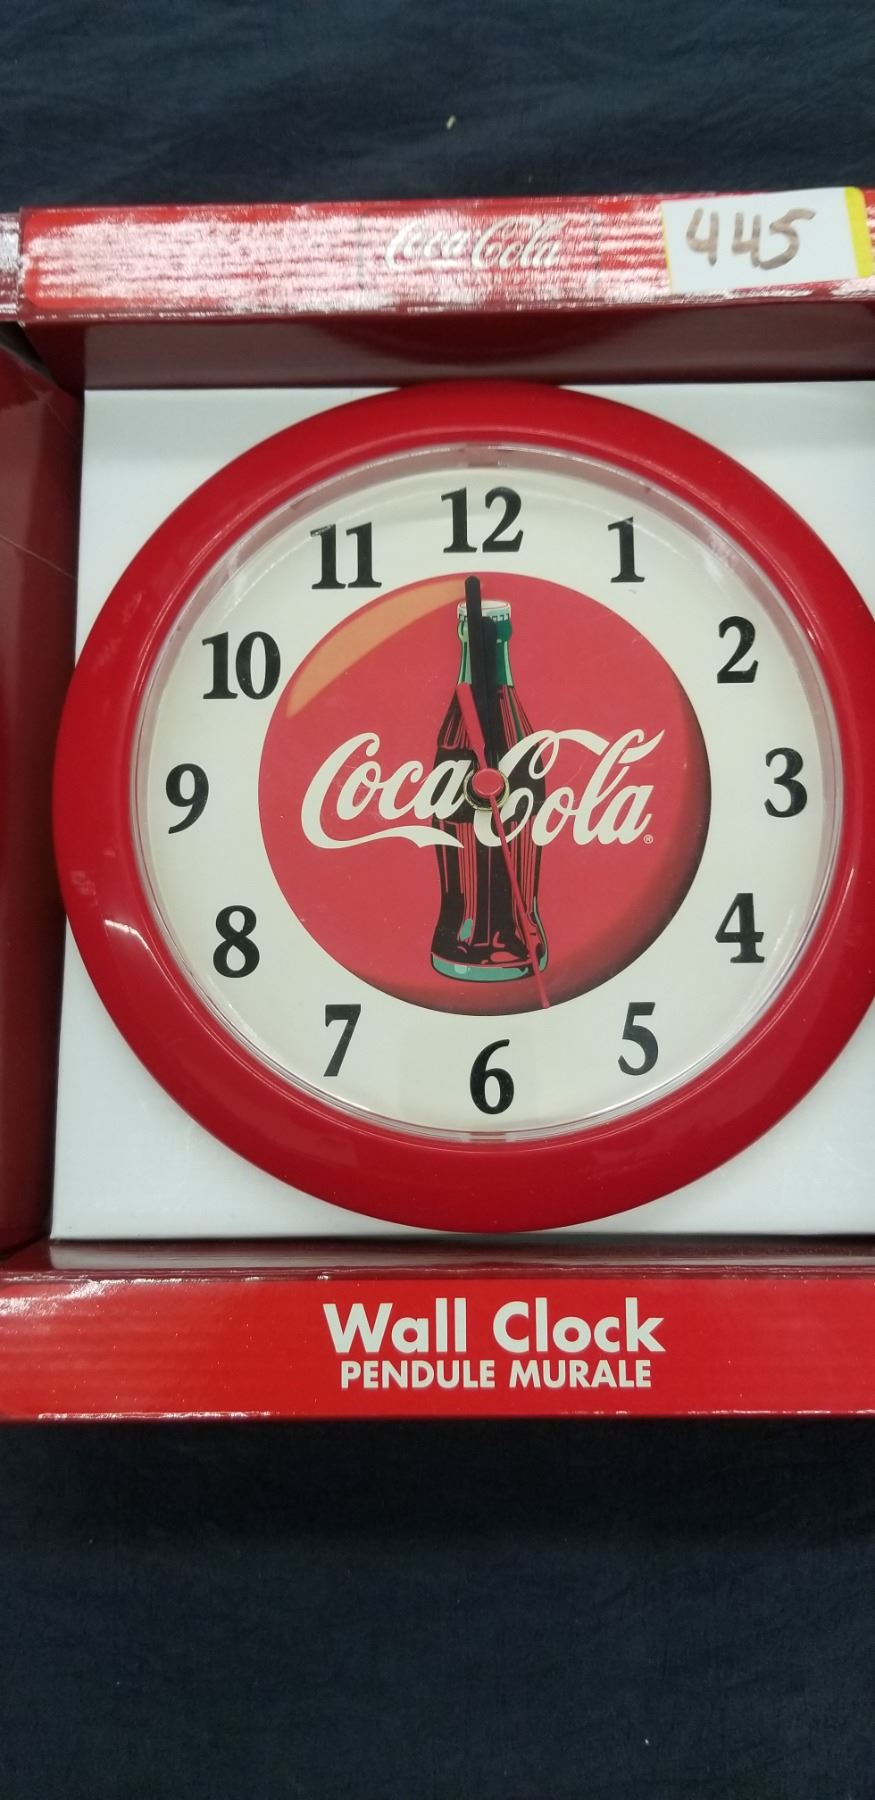 Coca-Cola
445
12
11 1
10 2
Coca-Cola®
9 3
8 4
7 5
6
Wall Clock
PENDULE MURALE